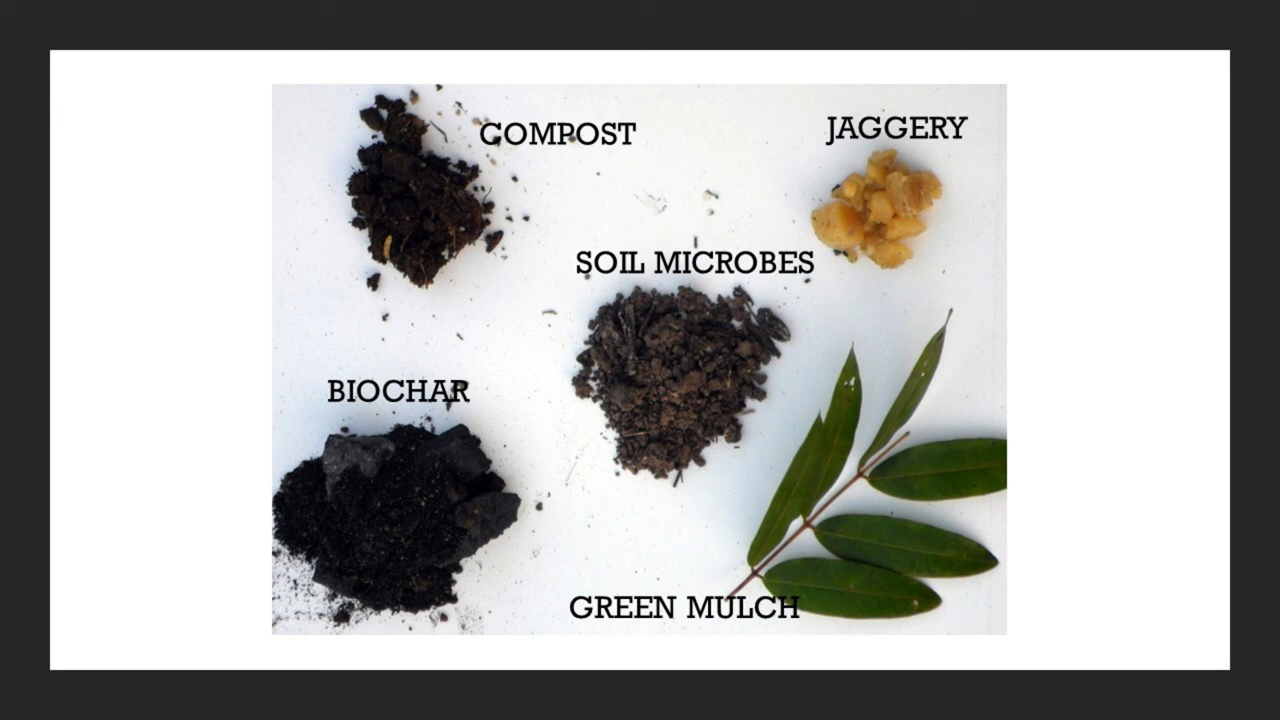 COMPOST
JAGGERY
SOIL MICROBES
BIOCHAR
GREEN MULCH